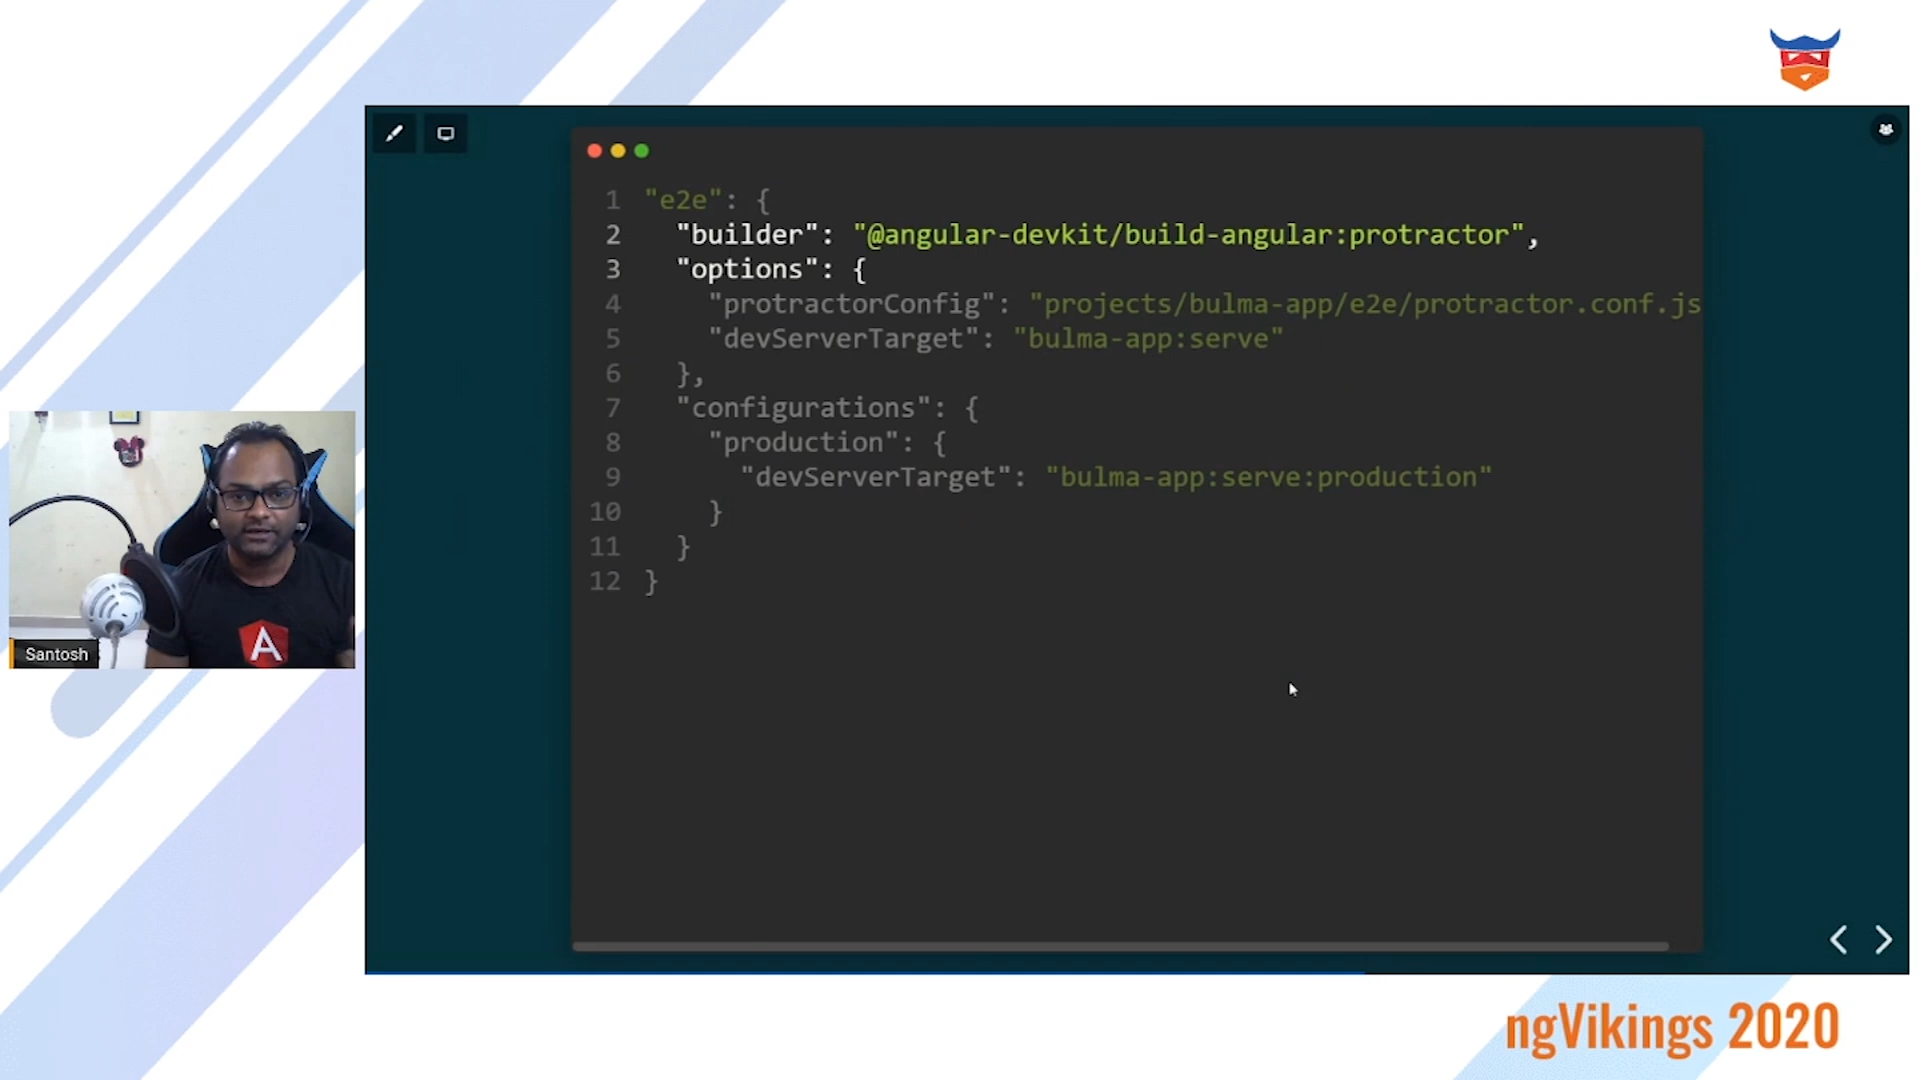 1 "e2e": {
2 "builder": "@angular-devkit/build-angular:protractor",
3 "options": {
4 "protractorConfig": "projects/bulma-app/e2e/protractor.conf.js
5 "devServerTarget": "bulma-app:serve"
6 },
7 "configurations": {
8 "production": {
9 "devServerTarget": "bulma-app:serve:production"
10 }
11 }
12 }
Santosh
A
ngVikings 2020